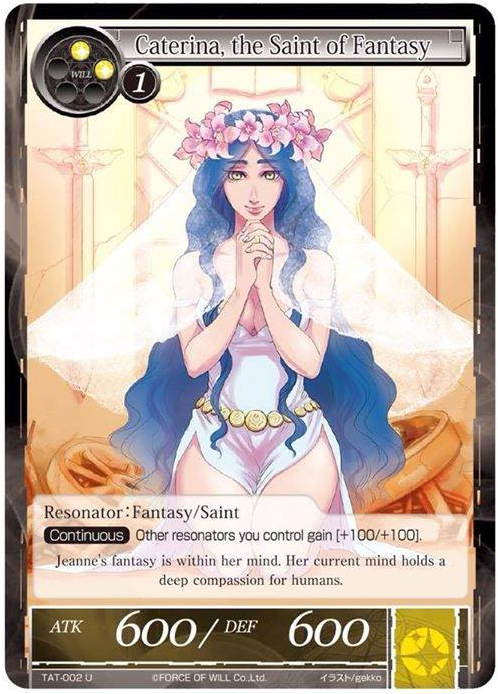 Caterina, the Saint of Fantasy
WILL
1
Resonator:Fantasy/Saint
Continuous Other resonators you control gain [+100/+100].
Jeanne's fantasy is within her mind. Her current mind holds a
deep compassion for humans.
ATK 600/ DEF 600
TAT-002 U ©FORCE OF WILL Co.,Ltd. イラスト/gekko